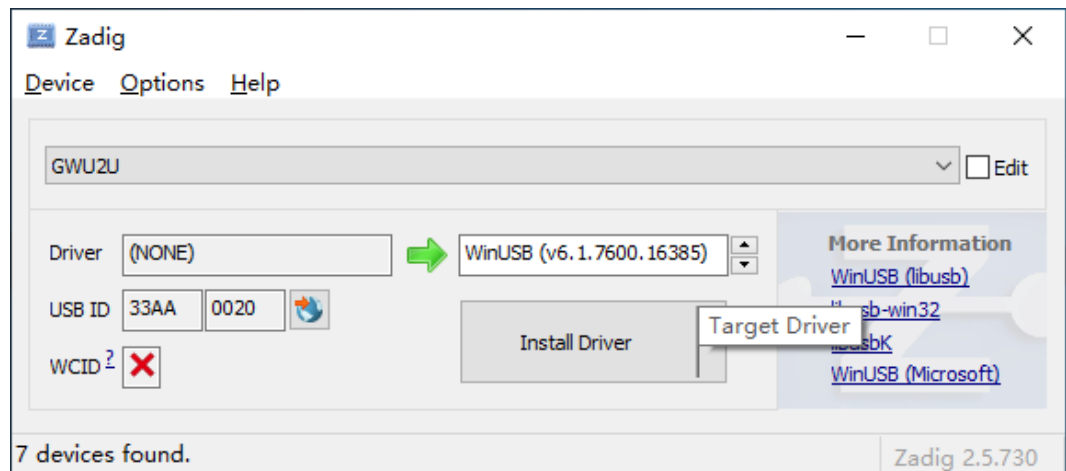 Zadig
Device Options Help
GWU2U
Edit
Driver (NONE) WinUSB (v6.1.7600.16385)
USB ID 33AA 0020
WCID ?
Install Driver
Target Driver
More Information
WinUSB (libusb)
sb-win32
WinUSB (Microsoft)
7 devices found.
Zadig 2.5.730